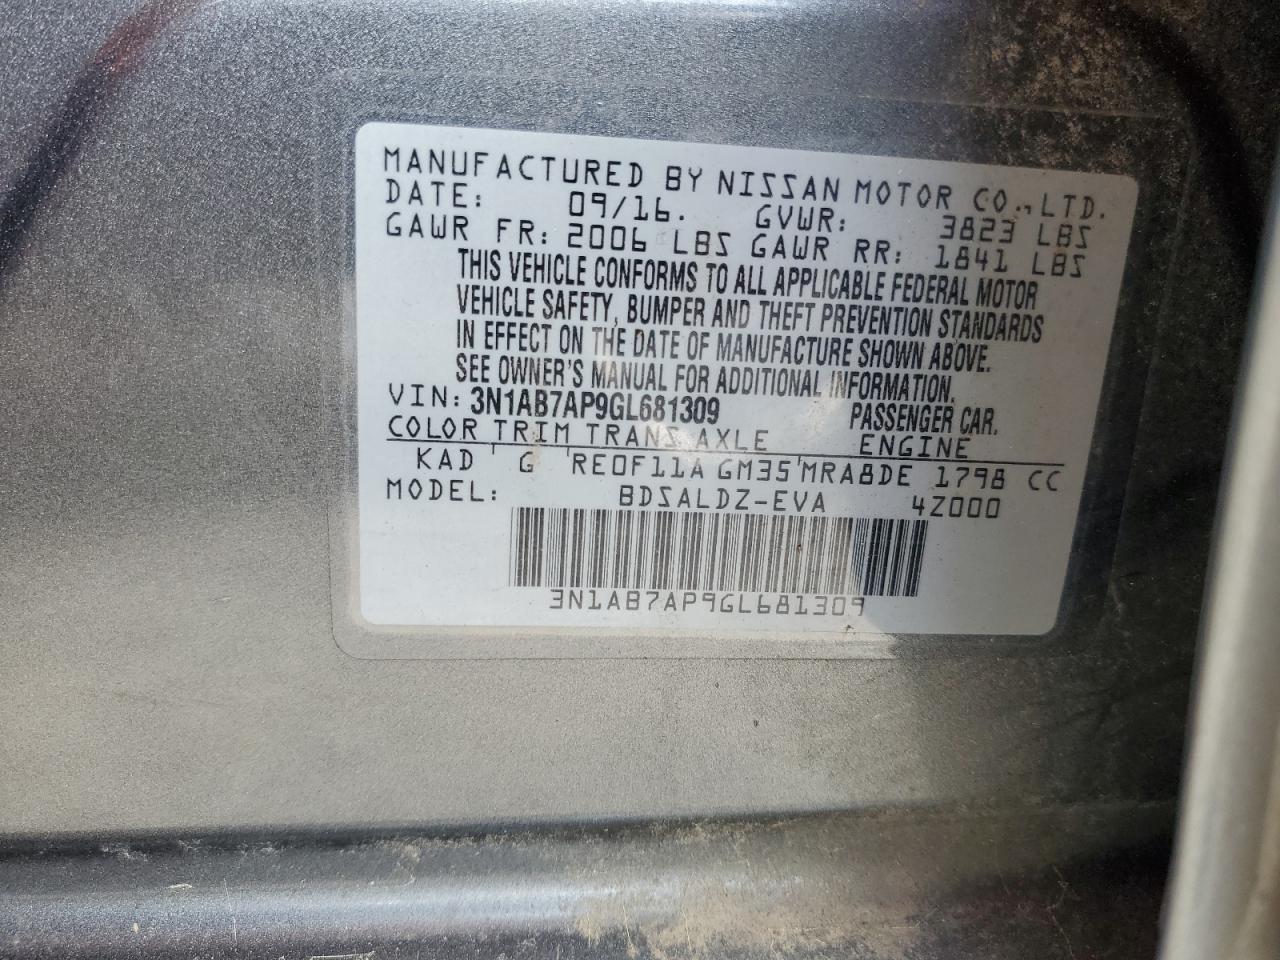 MANUFACTURED BY NISSAN MOTOR CO., LTD.
DATE: 09/16. GVWR: 3823 LBS
GAWR FR: 2006 LBS GAWR RR: 1841 LBS
THIS VEHICLE CONFORMS TO ALL APPLICABLE FEDERAL MOTOR
VEHICLE SAFETY, BUMPER AND THEFT PREVENTION STANDARDS
IN EFFECT ON THE DATE OF MANUFACTURE SHOWN ABOVE.
SEE OWNER'S MANUAL FOR ADDITIONAL INFORMATION.
VIN: 3N1AB7AP9GL681309 PASSENGER CAR.
COLOR TRIM TRANS AXLE ENGINE
KAD G RE0F11A GM35 MRA8DE 1798 CC
MODEL: BDSALDZ-EVA 4Z000
3N1AB7AP9GL681309